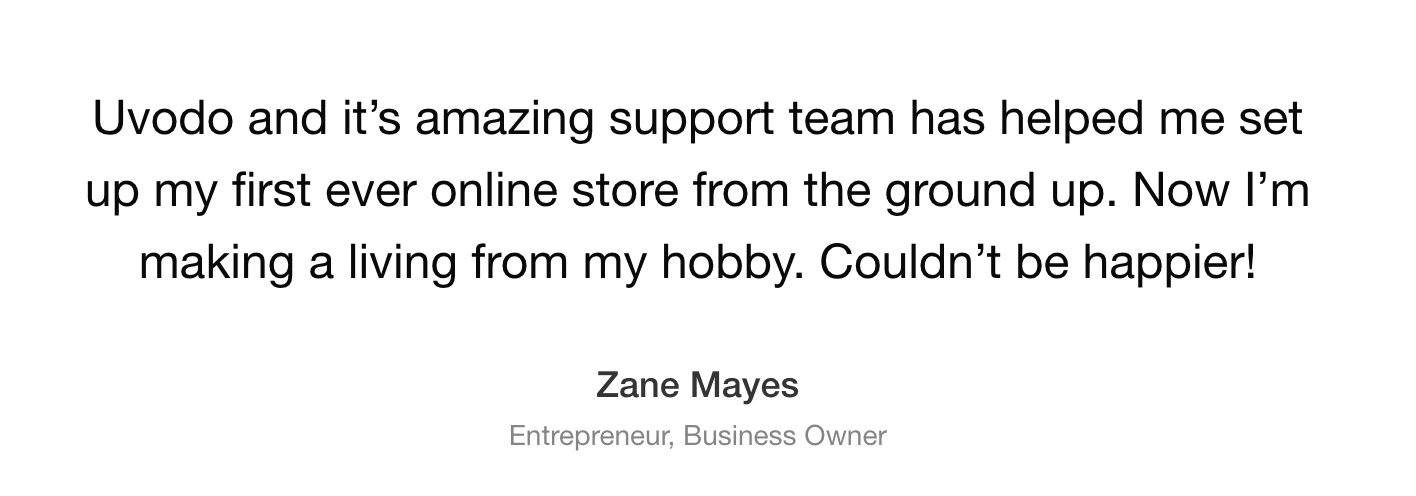 Uvodo and it’s amazing support team has helped me set
up my first ever online store from the ground up. Now I’m
making a living from my hobby. Couldn’t be happier!
Zane Mayes
Entrepreneur, Business Owner